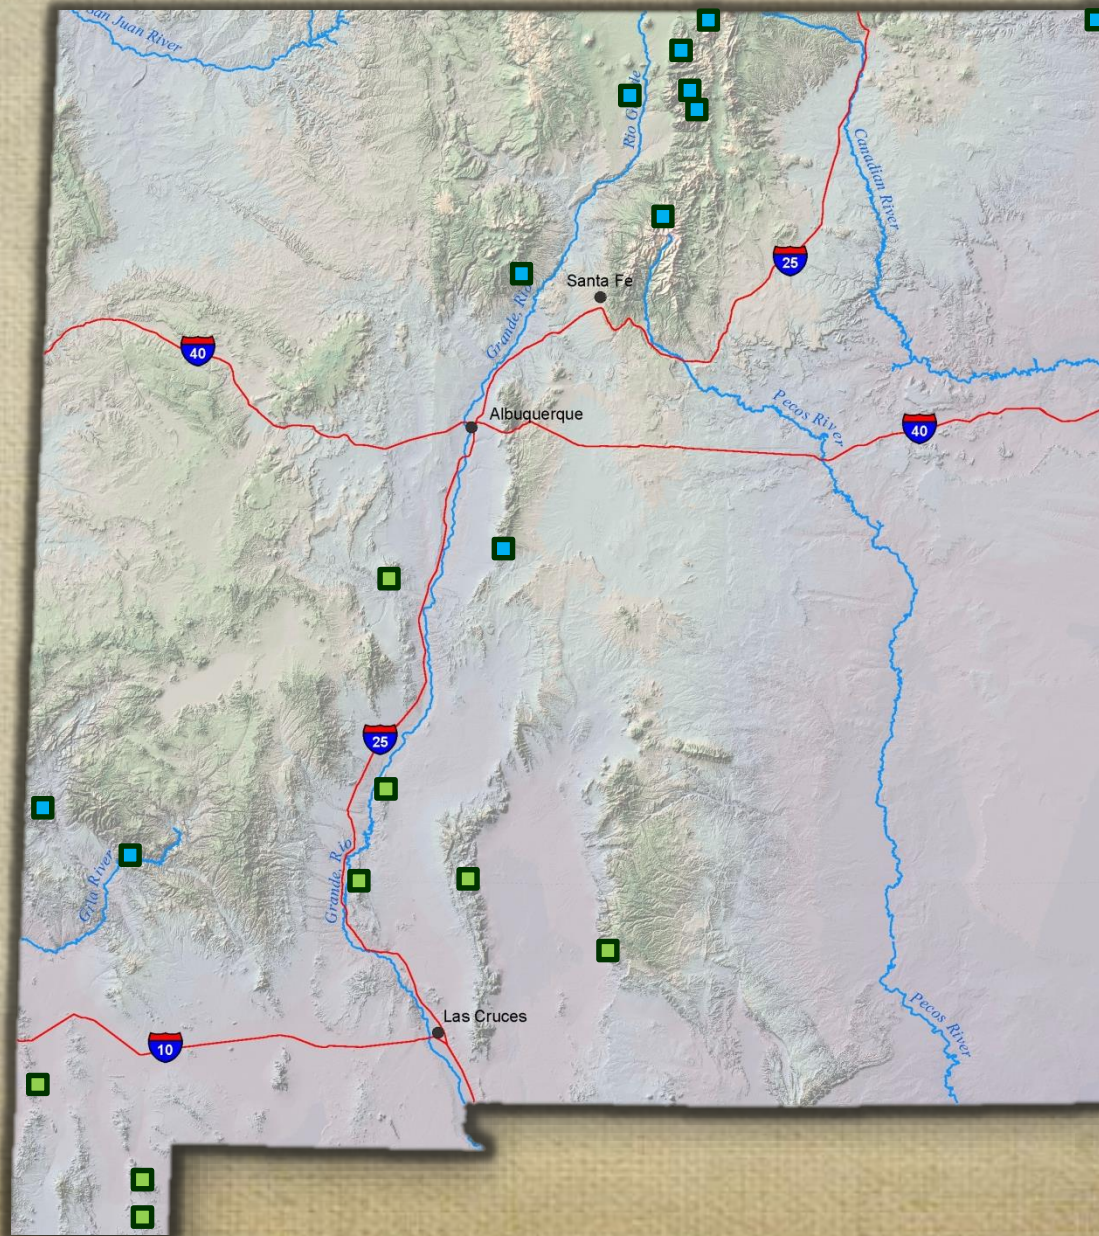 San Juan River
Rio Grande
Canadian River
25
Santa Fe
Grande, Rio
40
Albuquerque
Pecos River
40
25
Grande, Rio
Gila River
Las Cruces
10
Pecos River